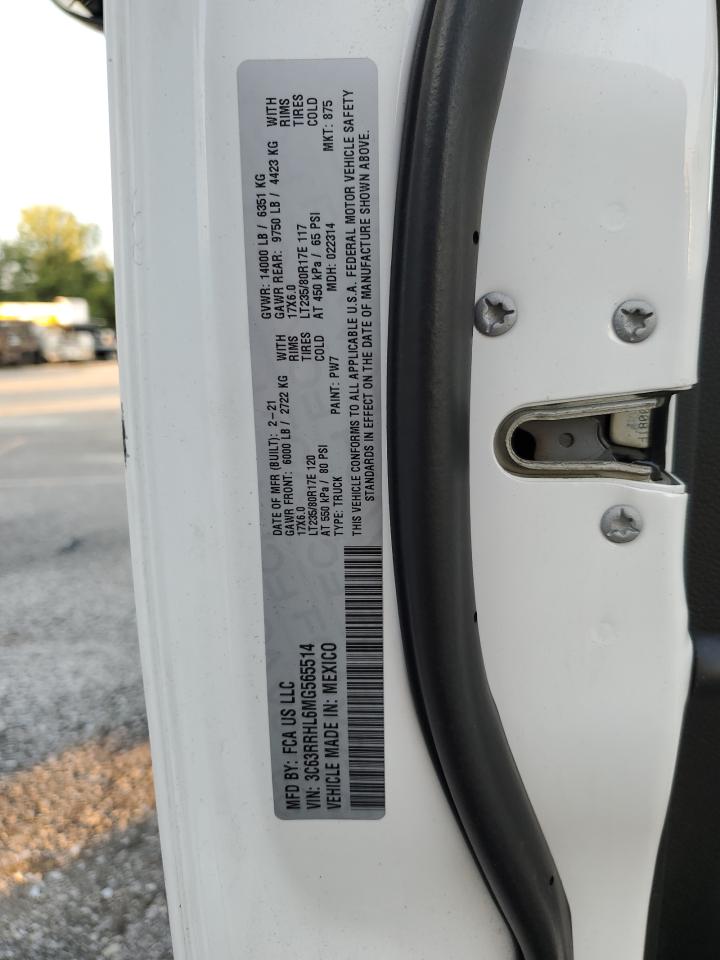 MFD BY: FCA US LLC
VIN: 3C63RRHL6MG565514
VEHICLE MADE IN: MEXICO
DATE OF MFR (BUILT): 2-21
GVWR: 14000 LB / 6351 KG
GAWR FRONT: 6000 LB / 2722 KG WITH
GAWR REAR: 9750 LB / 4423 KG WITH
17X6.0 RIMS
17X6.0 RIMS
LT235/80R17E 120 TIRES
LT235/80R17E 117 TIRES
AT 550 kPa / 80 PSI COLD
AT 450 kPa / 65 PSI COLD
TYPE: TRUCK PAINT: PW7 MDH: 022314 MKT: 875
THIS VEHICLE CONFORMS TO ALL APPLICABLE U.S.A. FEDERAL MOTOR VEHICLE SAFETY
STANDARDS IN EFFECT ON THE DATE OF MANUFACTURE SHOWN ABOVE.